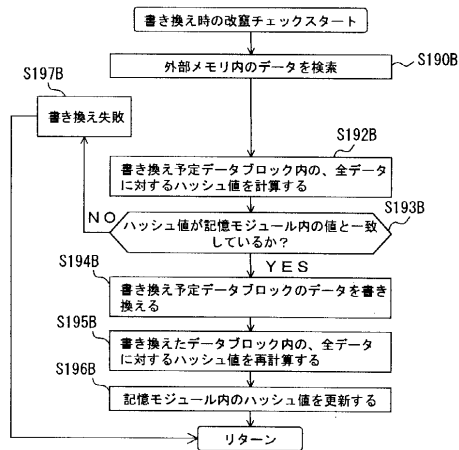 書き換え時の改竄チェックスタート
S190B
外部メモリ内のデータを検索
S197B
書き換え失敗
S192B
書き換え予定データブロック内の、全データ
に対するハッシュ値を計算する
S193B
NO
ハッシュ値が記憶モジュール内の値と一致
しているか?
YES
S194B
書き換え予定データブロックのデータを書き
換える
S195B
書き換えたデータブロック内の、全データ
に対するハッシュ値を再計算する
S196B
記憶モジュール内のハッシュ値を更新する
リターン